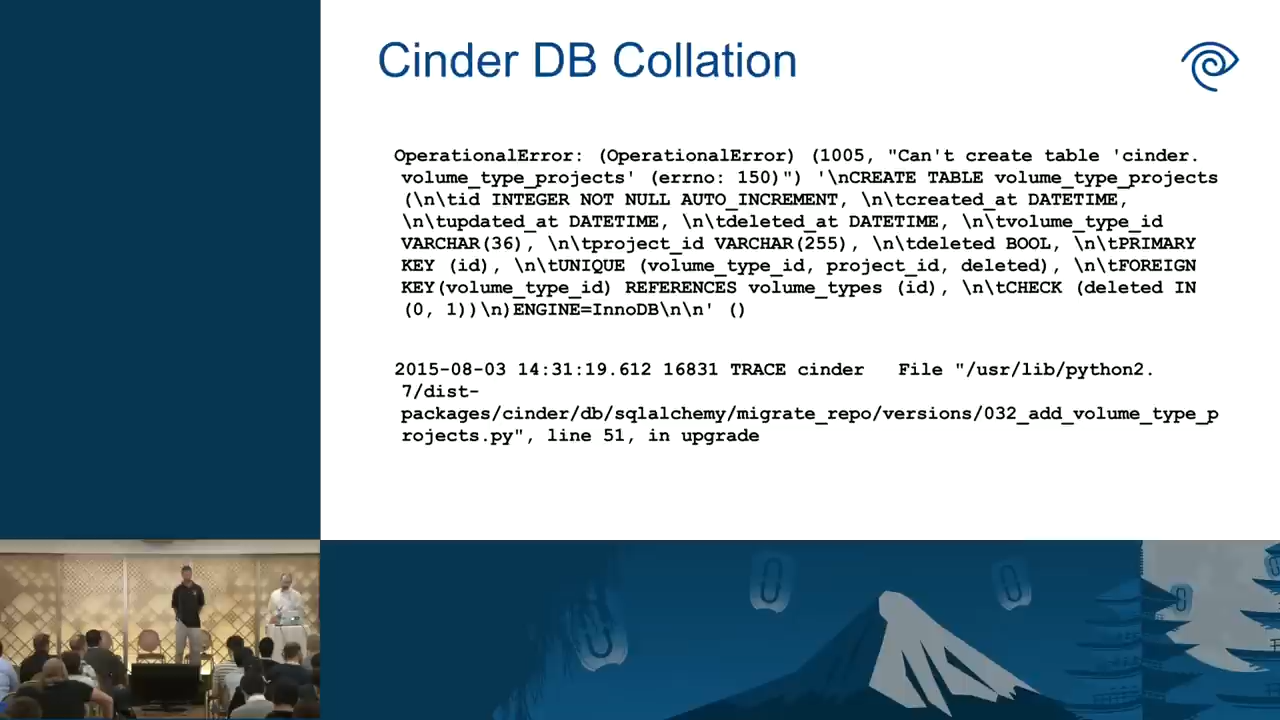 Cinder DB Collation
OperationalError: (OperationalError) (1005, "Can't create table 'cinder.
volume_type_projects' (errno: 150)") '\nCREATE TABLE volume_type_projects
(\n\tid INTEGER NOT NULL AUTO_INCREMENT, \n\tcreated_at DATETIME,
\n\tupdated_at DATETIME, \n\tdeleted_at DATETIME, \n\tvolume_type_id
VARCHAR(36), \n\tproject_id VARCHAR(255), \n\tdeleted BOOL, \n\tPRIMARY
KEY (id), \n\tUNIQUE (volume_type_id, project_id, deleted), \n\tFOREIGN
KEY(volume_type_id) REFERENCES volume_types (id), \n\tCHECK (deleted IN
(0, 1))\n)ENGINE=InnoDB\n\n' ()
2015-08-03 14:31:19.612 16831 TRACE cinder   File "/usr/lib/python2.
7/dist-
packages/cinder/db/sqlalchemy/migrate_repo/versions/032_add_volume_type_p
rojects.py", line 51, in upgrade